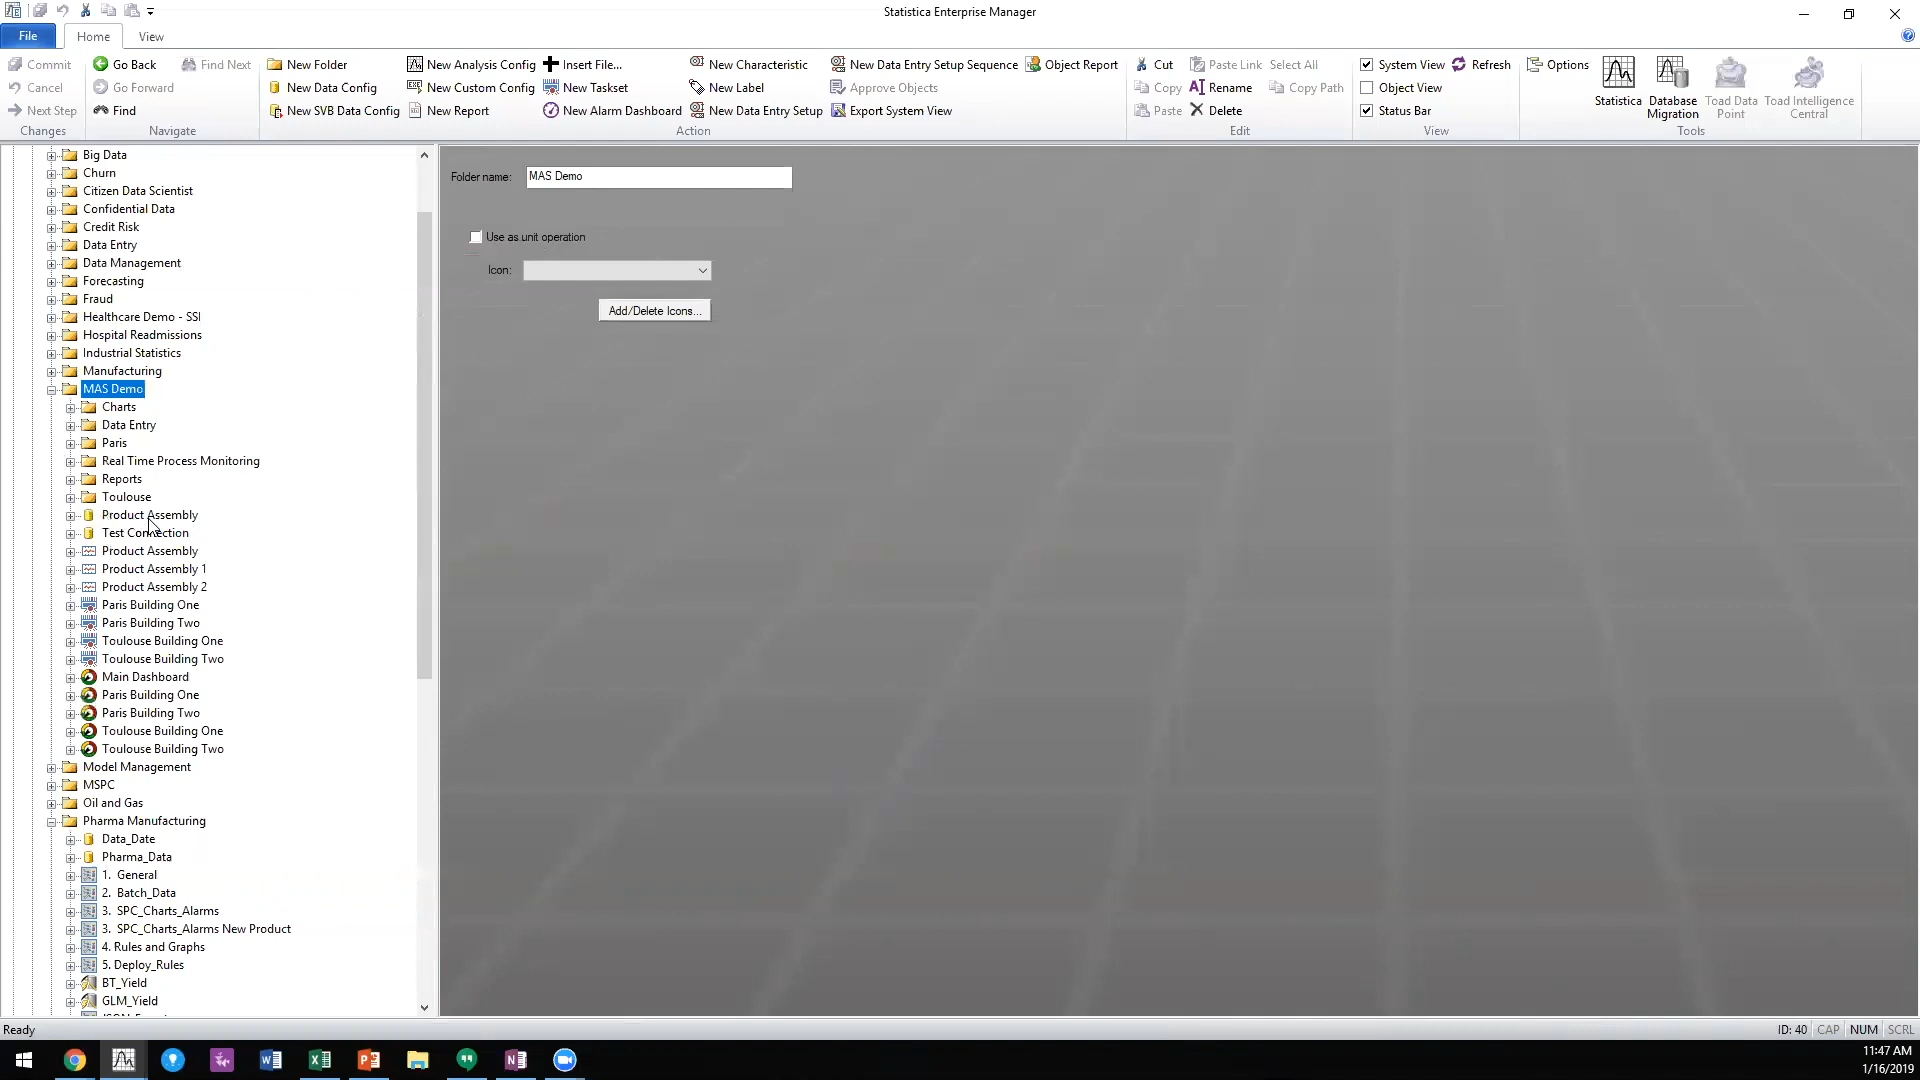 Statistica Enterprise Manager
File
Home
View
Commit
Go Back
Find Next
New Folder
New Analysis Config
Insert File...
New Characteristic
New Data Entry Setup Sequence
Object Report
Cut
Paste Link
Select All
System View
Refresh
Options
Cancel
Go Forward
New Data Config
New Custom Config
New Taskset
New Label
Approve Objects
Copy
Rename
Copy Path
Object View
Next Step
Find
New SVB Data Config
New Report
New Alarm Dashboard
New Data Entry Setup
Export System View
Paste
Delete
Status Bar
Statistica
Database Migration
Toad Data Point
Toad Intelligence Central
Changes
Navigate
Action
Edit
View
Tools
Big Data
Churn
Citizen Data Scientist
Confidential Data
Credit Risk
Data Entry
Data Management
Forecasting
Fraud
Healthcare Demo - SSI
Hospital Readmissions
Industrial Statistics
Manufacturing
MAS Demo
Charts
Data Entry
Paris
Real Time Process Monitoring
Reports
Toulouse
Product Assembly
Test Connection
Product Assembly
Product Assembly 1
Product Assembly 2
Paris Building One
Paris Building Two
Toulouse Building One
Toulouse Building Two
Main Dashboard
Paris Building One
Paris Building Two
Toulouse Building One
Toulouse Building Two
Model Management
MSPC
Oil and Gas
Pharma Manufacturing
Data_Date
Pharma_Data
1. General
2. Batch_Data
3. SPC_Charts_Alarms
3. SPC_Charts_Alarms New Product
4. Rules and Graphs
5. Deploy_Rules
BT_Yield
GLM_Yield
Folder name: MAS Demo
Use as unit operation
Icon:
Add/Delete Icons...
Ready
ID: 40 CAP NUM SCRL
11:47 AM
1/16/2019